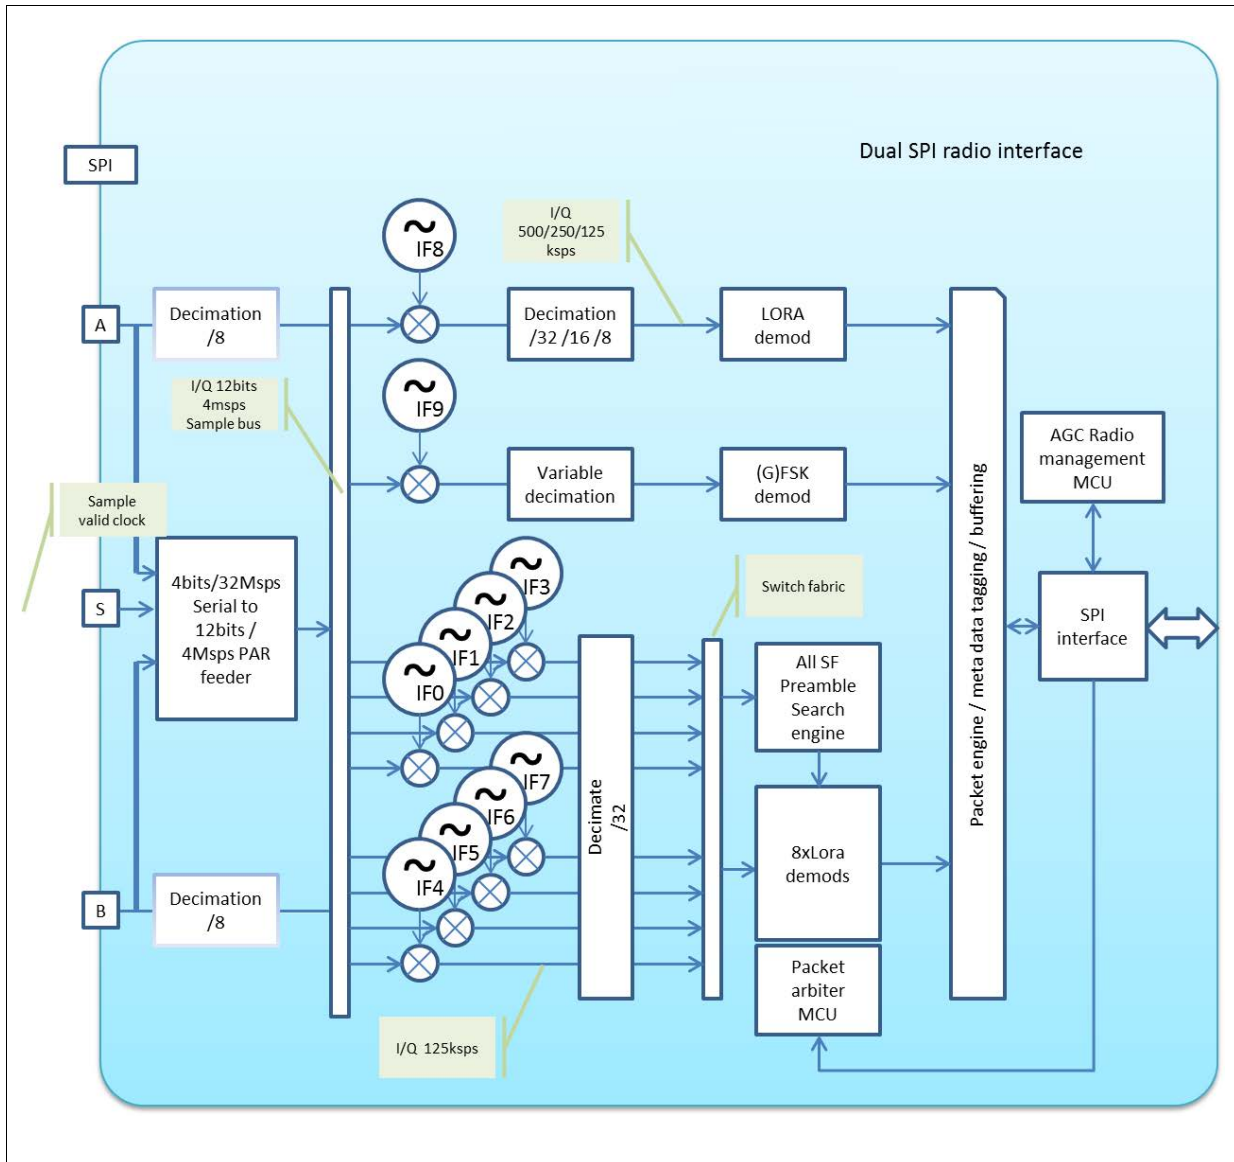 Dual SPI radio interface
SPI
I/Q
500/250/125
ksps
~
IF8
A
Decimation
/8
Decimation
/32 /16 /8
LORA
demod
I/Q 12bits
4msps
Sample bus
~
IF9
Variable
decimation
(G)FSK
demod
AGC Radio
management
MCU
Sample
valid clock
S
4bits/32Msps
Serial to
12bits /
4Msps PAR
feeder
~
IF3
~
IF2
~
IF1
~
IF0
Switch fabric
SPI
interface
All SF
Preamble
Search
engine
Decimate
/32
Packet engine / meta data tagging / buffering
~
IF7
~
IF6
~
IF5
~
IF4
8xLora
demods
B
Decimation
/8
Packet
arbiter
MCU
I/Q 125ksps